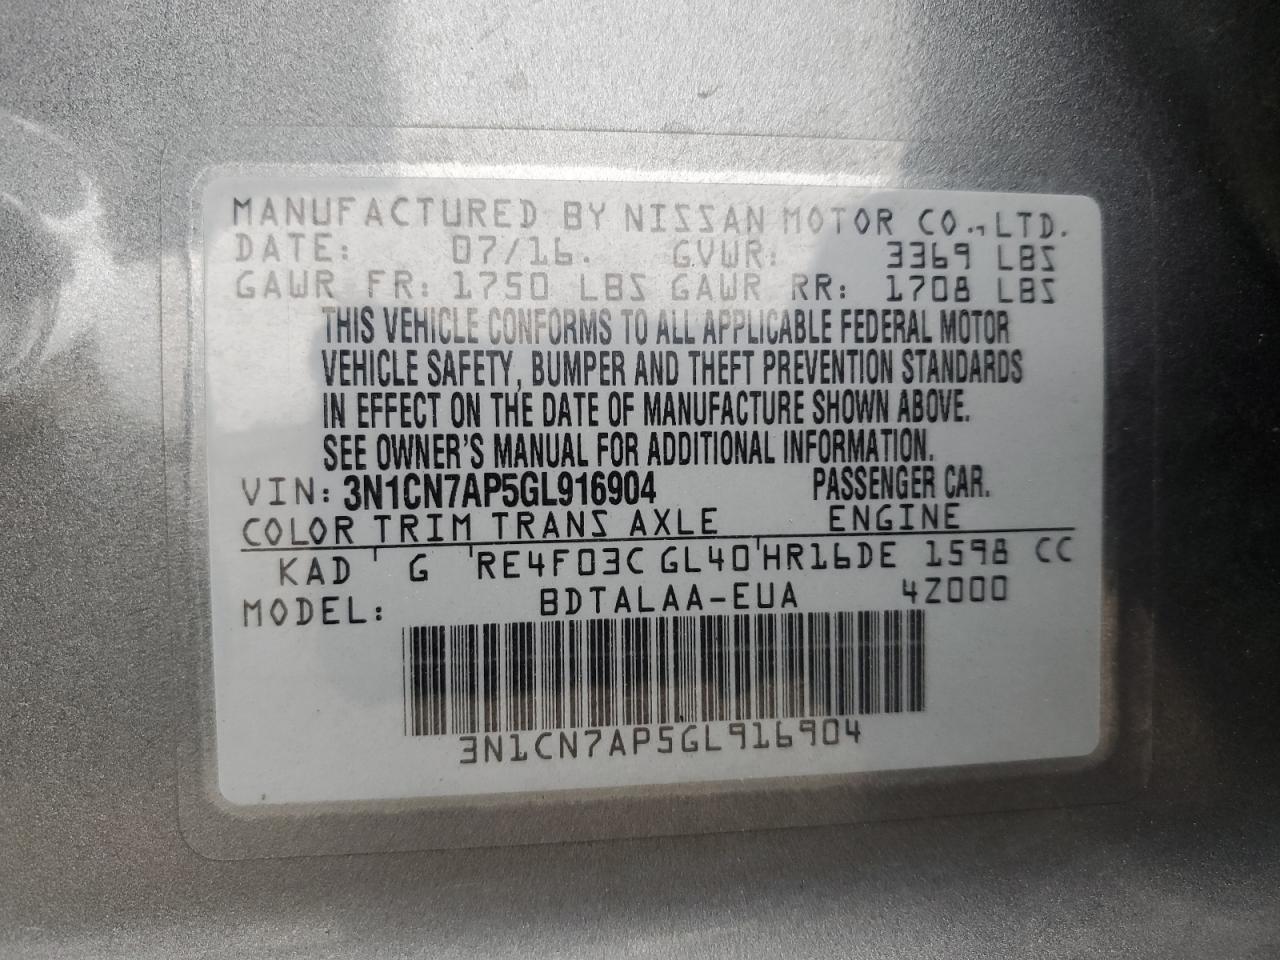 MANUFACTURED BY NISSAN MOTOR CO.,LTD.
DATE: 07/16. GVWR: 3369 LBS
GAWR FR: 1750 LBS GAWR RR: 1708 LBS
THIS VEHICLE CONFORMS TO ALL APPLICABLE FEDERAL MOTOR
VEHICLE SAFETY, BUMPER AND THEFT PREVENTION STANDARDS
IN EFFECT ON THE DATE OF MANUFACTURE SHOWN ABOVE.
SEE OWNER'S MANUAL FOR ADDITIONAL INFORMATION.
VIN: 3N1CN7AP5GL916904 PASSENGER CAR.
COLOR TRIM TRANS AXLE ENGINE
KAD ' G 'RE4F03C GL40'HR16DE 1598 CC
MODEL: BDTALAA-EUA 4Z000
3N1CN7AP5GL916904